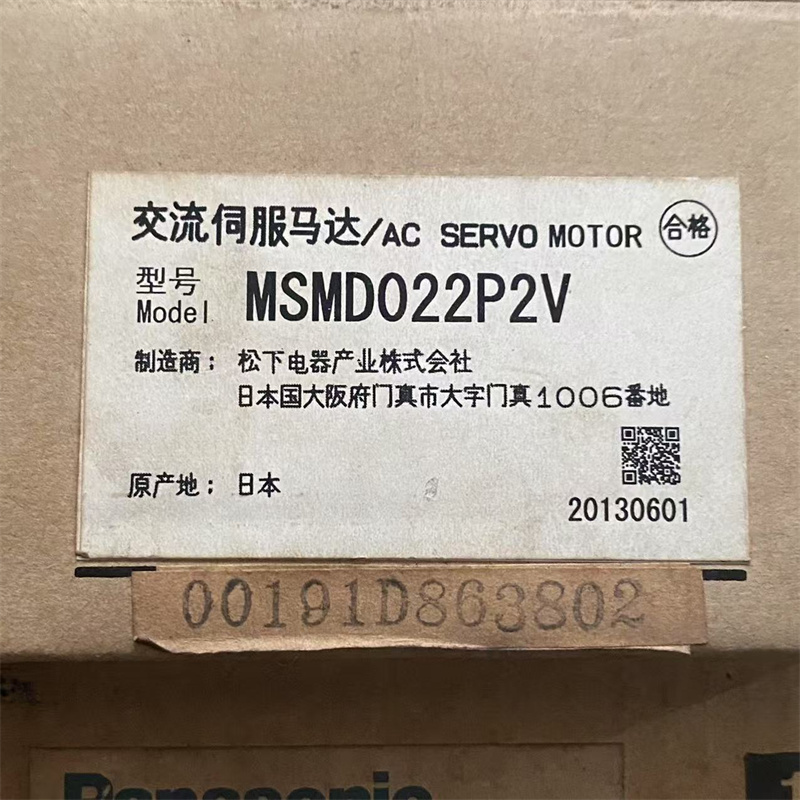 交流伺服马达/AC SERVO MOTOR 合格
型号 MSMD022P2V
Model
制造商：松下电器产业株式会社
日本国大阪府门真市大字门真1006番地
原产地：日本
20130601
00191D863802
Panasonic